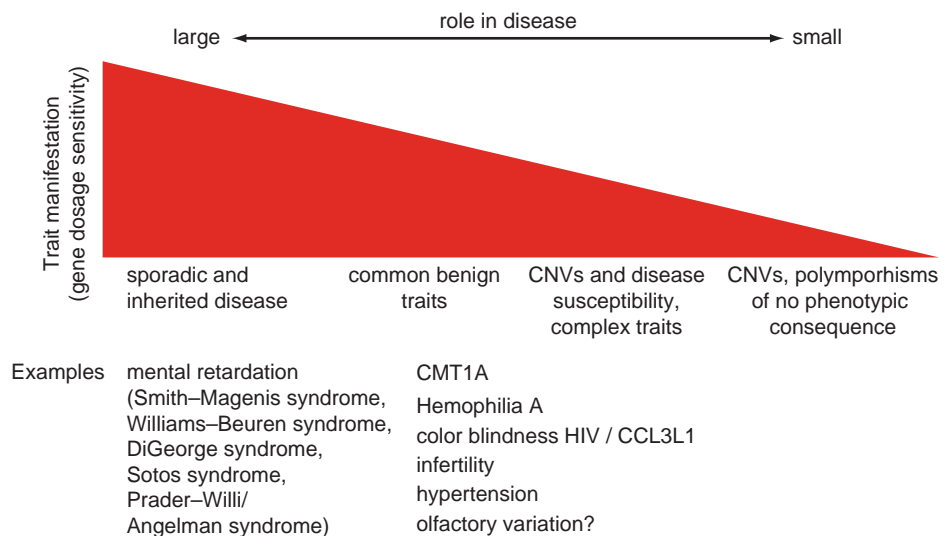 role in disease
large
small
Trait manifestation
(gene dosage sensitivity)
sporadic and
inherited disease
common benign
traits
CNVs and disease
susceptibility,
complex traits
CNVs, polymporhisms
of no phenotypic
consequence
Examples
mental retardation
(Smith–Magenis syndrome,
Williams–Beuren syndrome,
DiGeorge syndrome,
Sotos syndrome,
Prader–Willi/
Angelman syndrome)
CMT1A
Hemophilia A
color blindness HIV / CCL3L1
infertility
hypertension
olfactory variation?